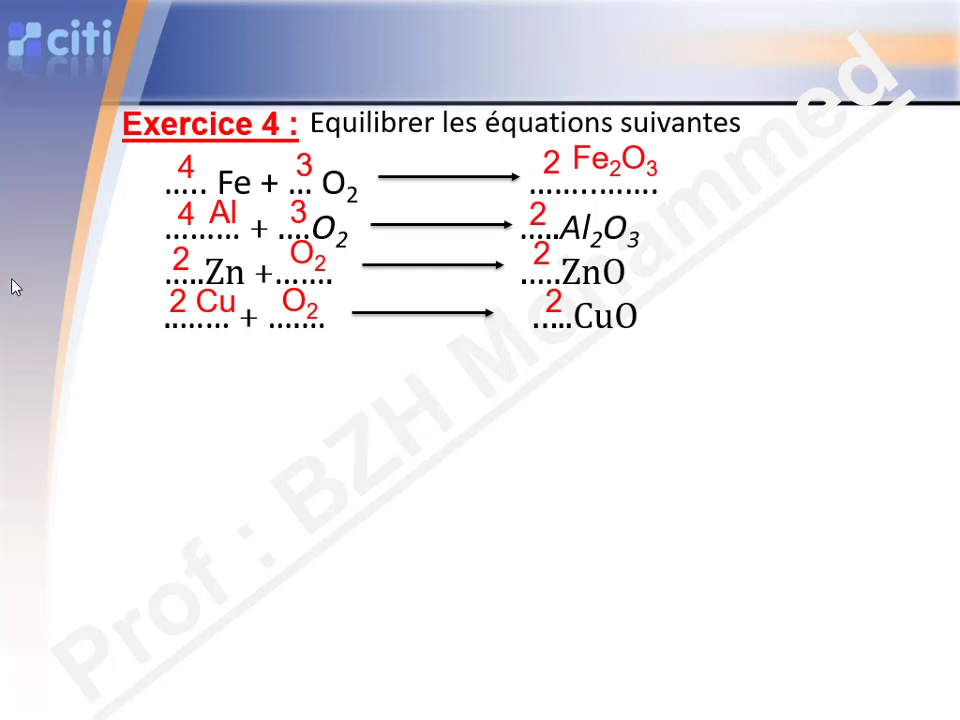 citi
Exercice 4 : Equilibrer les équations suivantes
4 Fe + 3 O₂ ⟶ 2 Fe₂O₃
4 Al + 3 O₂ ⟶ 2 Al₂O₃
2 Zn + O₂ ⟶ 2 ZnO
2 Cu + O₂ ⟶ 2 CuO
Prof : BZH Mohammed